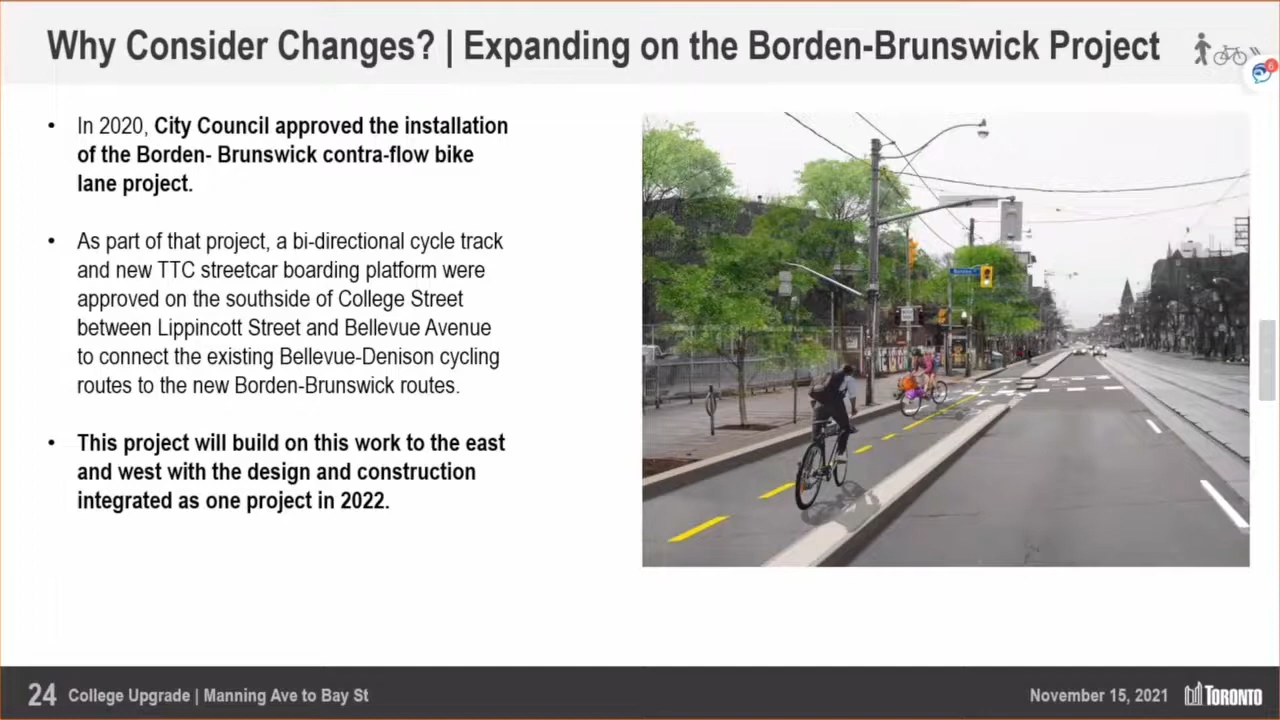 Why Consider Changes? | Expanding on the Borden-Brunswick Project
6
• In 2020, City Council approved the installation
of the Borden- Brunswick contra-flow bike
lane project.
• As part of that project, a bi-directional cycle track
and new TTC streetcar boarding platform were
approved on the southside of College Street
between Lippincott Street and Bellevue Avenue
to connect the existing Bellevue-Denison cycling
routes to the new Borden-Brunswick routes.
• This project will build on this work to the east
and west with the design and construction
integrated as one project in 2022.
24 College Upgrade | Manning Ave to Bay St
November 15, 2021 TORONTO